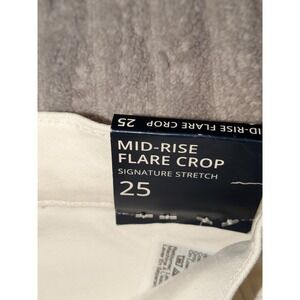 MID-RISE FLARE CROP
25
MID-RISE
FLARE CROP
SIGNATURE STRETCH
25